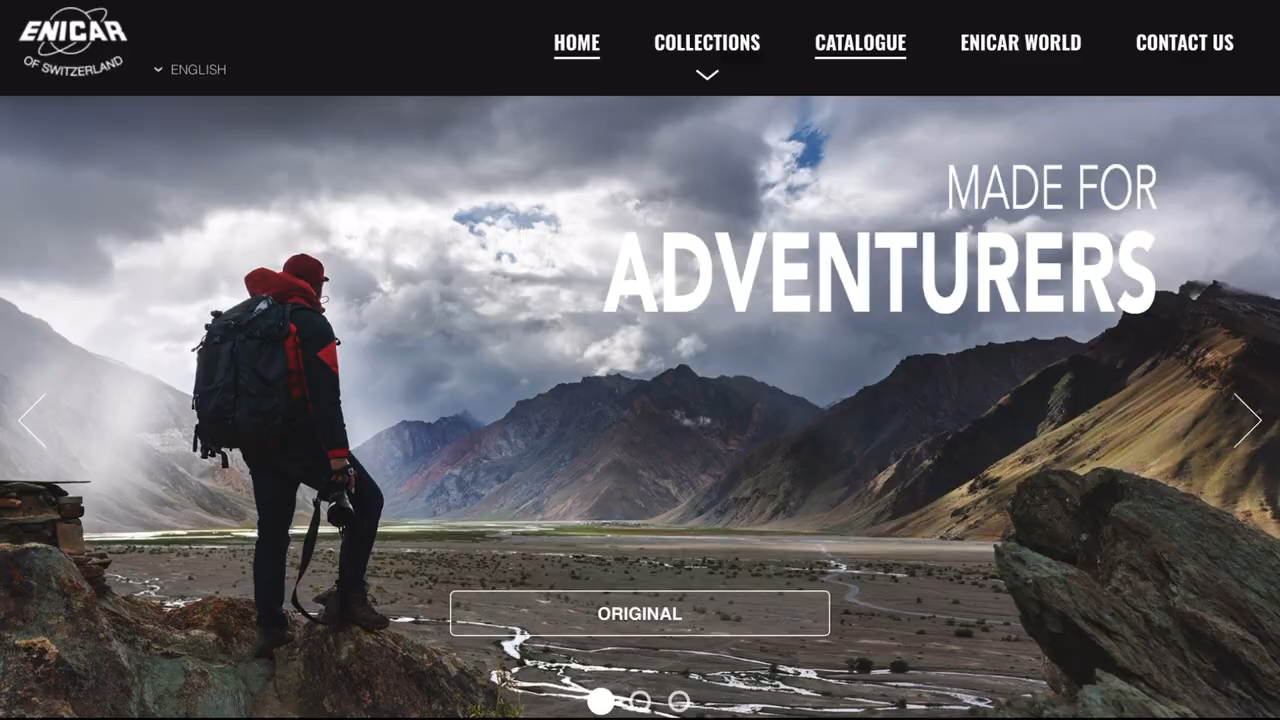 ENICAR
OF SWITZERLAND
ENGLISH
HOME
COLLECTIONS
CATALOGUE
ENICAR WORLD
CONTACT US
MADE FOR
ADVENTURERS
ORIGINAL